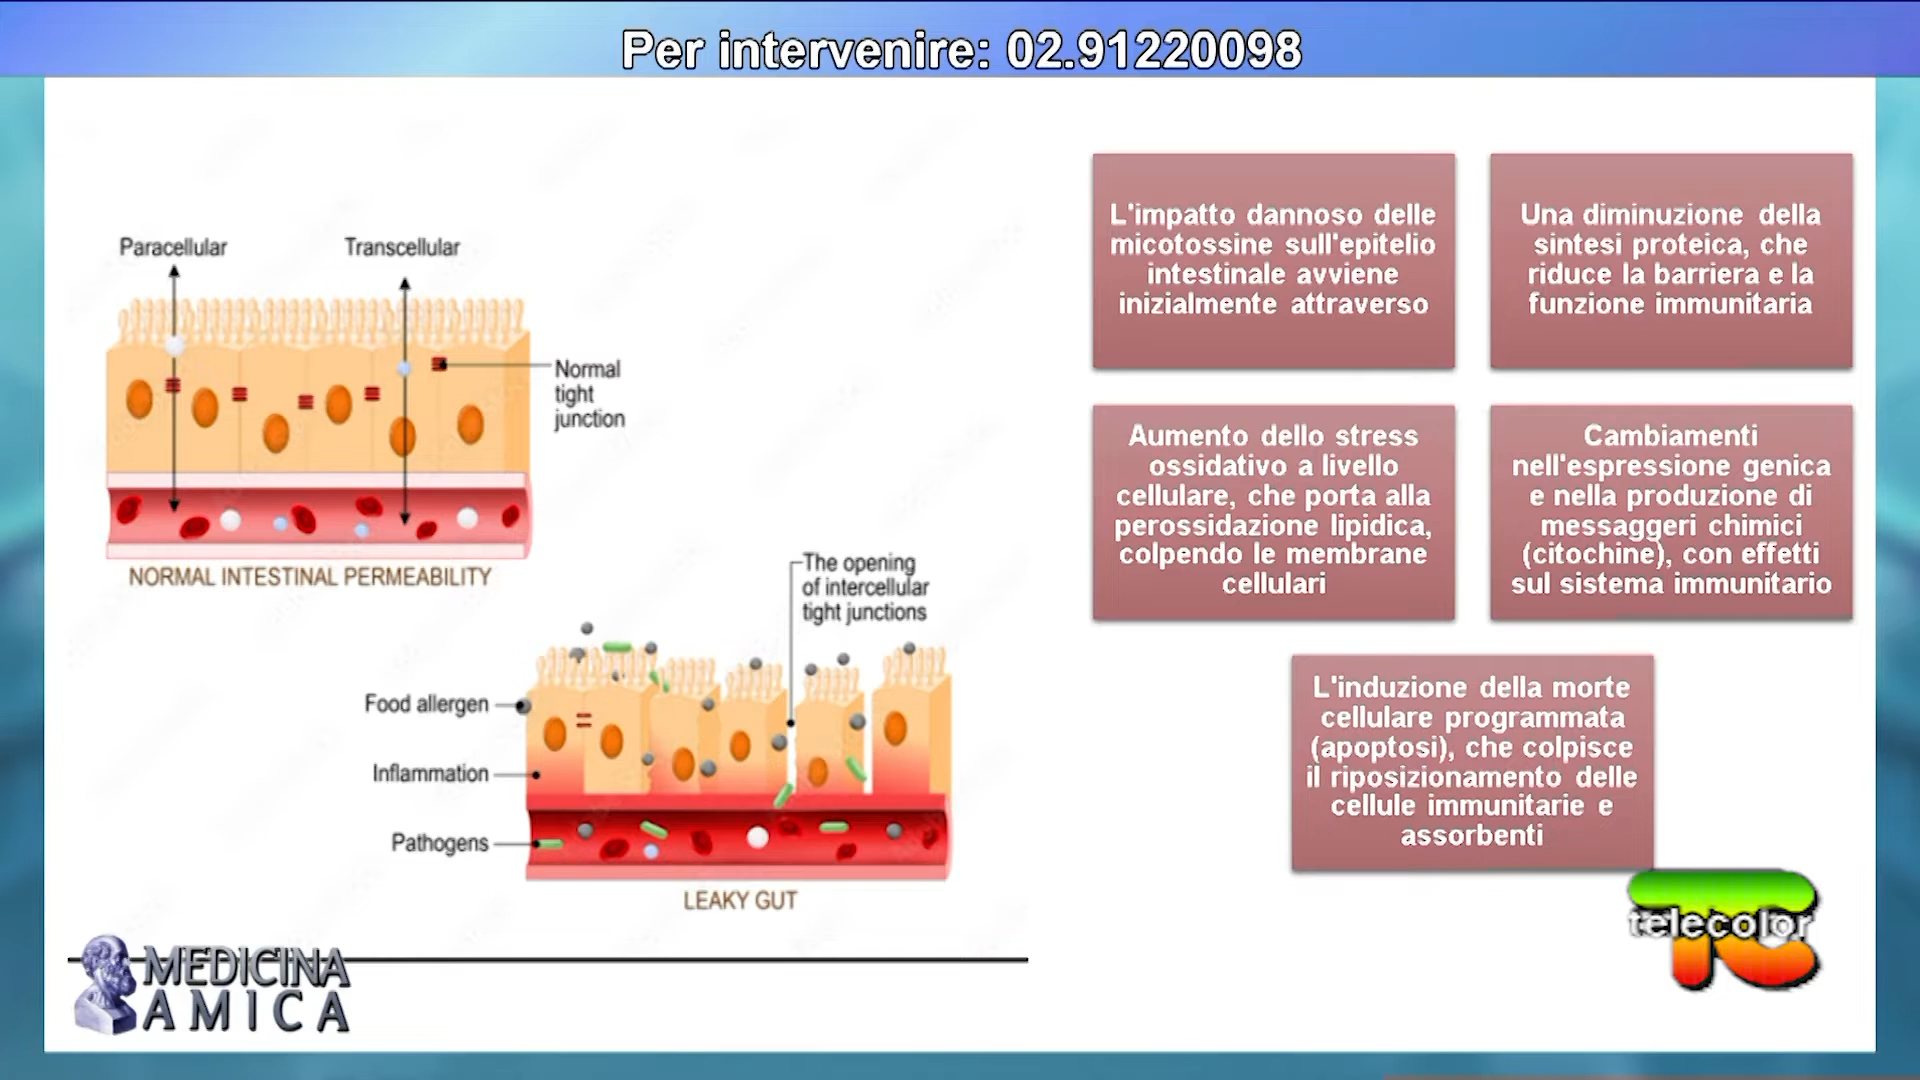 Per intervenire: 02.91220098
Paracellular
Transcellular
Normal
tight
junction
NORMAL INTESTINAL PERMEABILITY
The opening
of intercellular
tight junctions
Food allergen
Inflammation
Pathogens
LEAKY GUT
L'impatto dannoso delle
micotossine sull'epitelio
intestinale avviene
inizialmente attraverso
Una diminuzione della
sintesi proteica, che
riduce la barriera e la
funzione immunitaria
Aumento dello stress
ossidativo a livello
cellulare, che porta alla
perossidazione lipidica,
colpendo le membrane
cellulari
Cambiamenti
nell'espressione genica
e nella produzione di
messaggeri chimici
(citochine), con effetti
sul sistema immunitario
L'induzione della morte
cellulare programmata
(apoptosi), che colpisce
il riposizionamento delle
cellule immunitarie e
assorbenti
MEDICINA
AMICA
telecolor